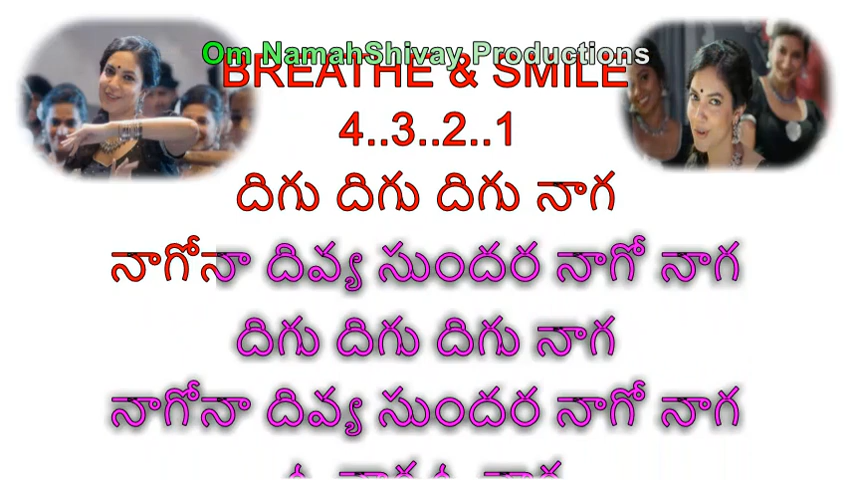 Om NamahShivay Productions
BREATHE & SMILE
4..3..2..1
దిగు దిగు దిగు నాగ
నాగోనా దివ్య సుందర నాగో నాగ
దిగు దిగు దిగు నాగ
నాగోనా దివ్య సుందర నాగో నాగ